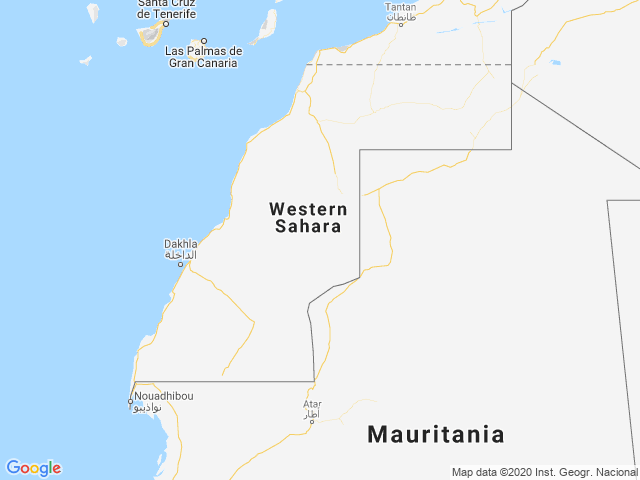 Santa Cruz
de Tenerife
Tantan
طانطان
Las Palmas de
Gran Canaria
Western
Sahara
Dakhla
الداخلة
Nouadhibou
نواذيبو
Atar
أطار
Mauritania
Google
Map data ©2020 Inst. Geogr. Nacional